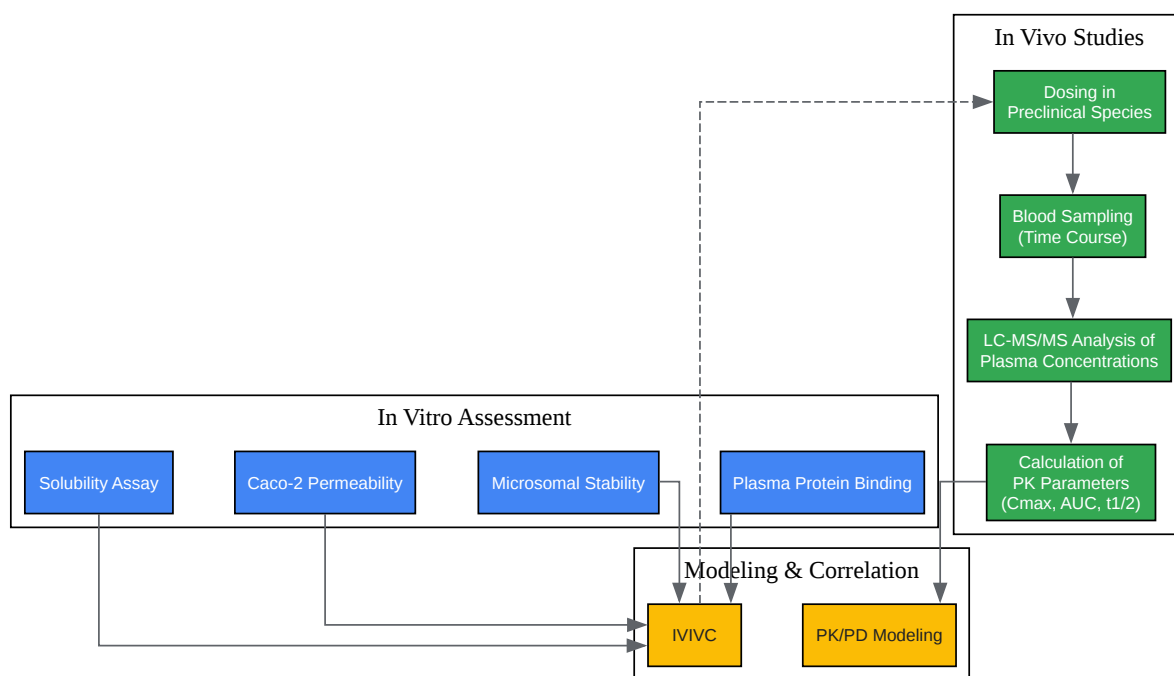 In Vivo Studies
Dosing in
Preclinical Species
Blood Sampling
(Time Course)
LC-MS/MS Analysis of
Plasma Concentrations
Calculation of
PK Parameters
(Cmax, AUC, t1/2)
In Vitro Assessment
Solubility Assay
Caco-2 Permeability
Microsomal Stability
Plasma Protein Binding
Modeling & Correlation
IVIVC
PK/PD Modeling